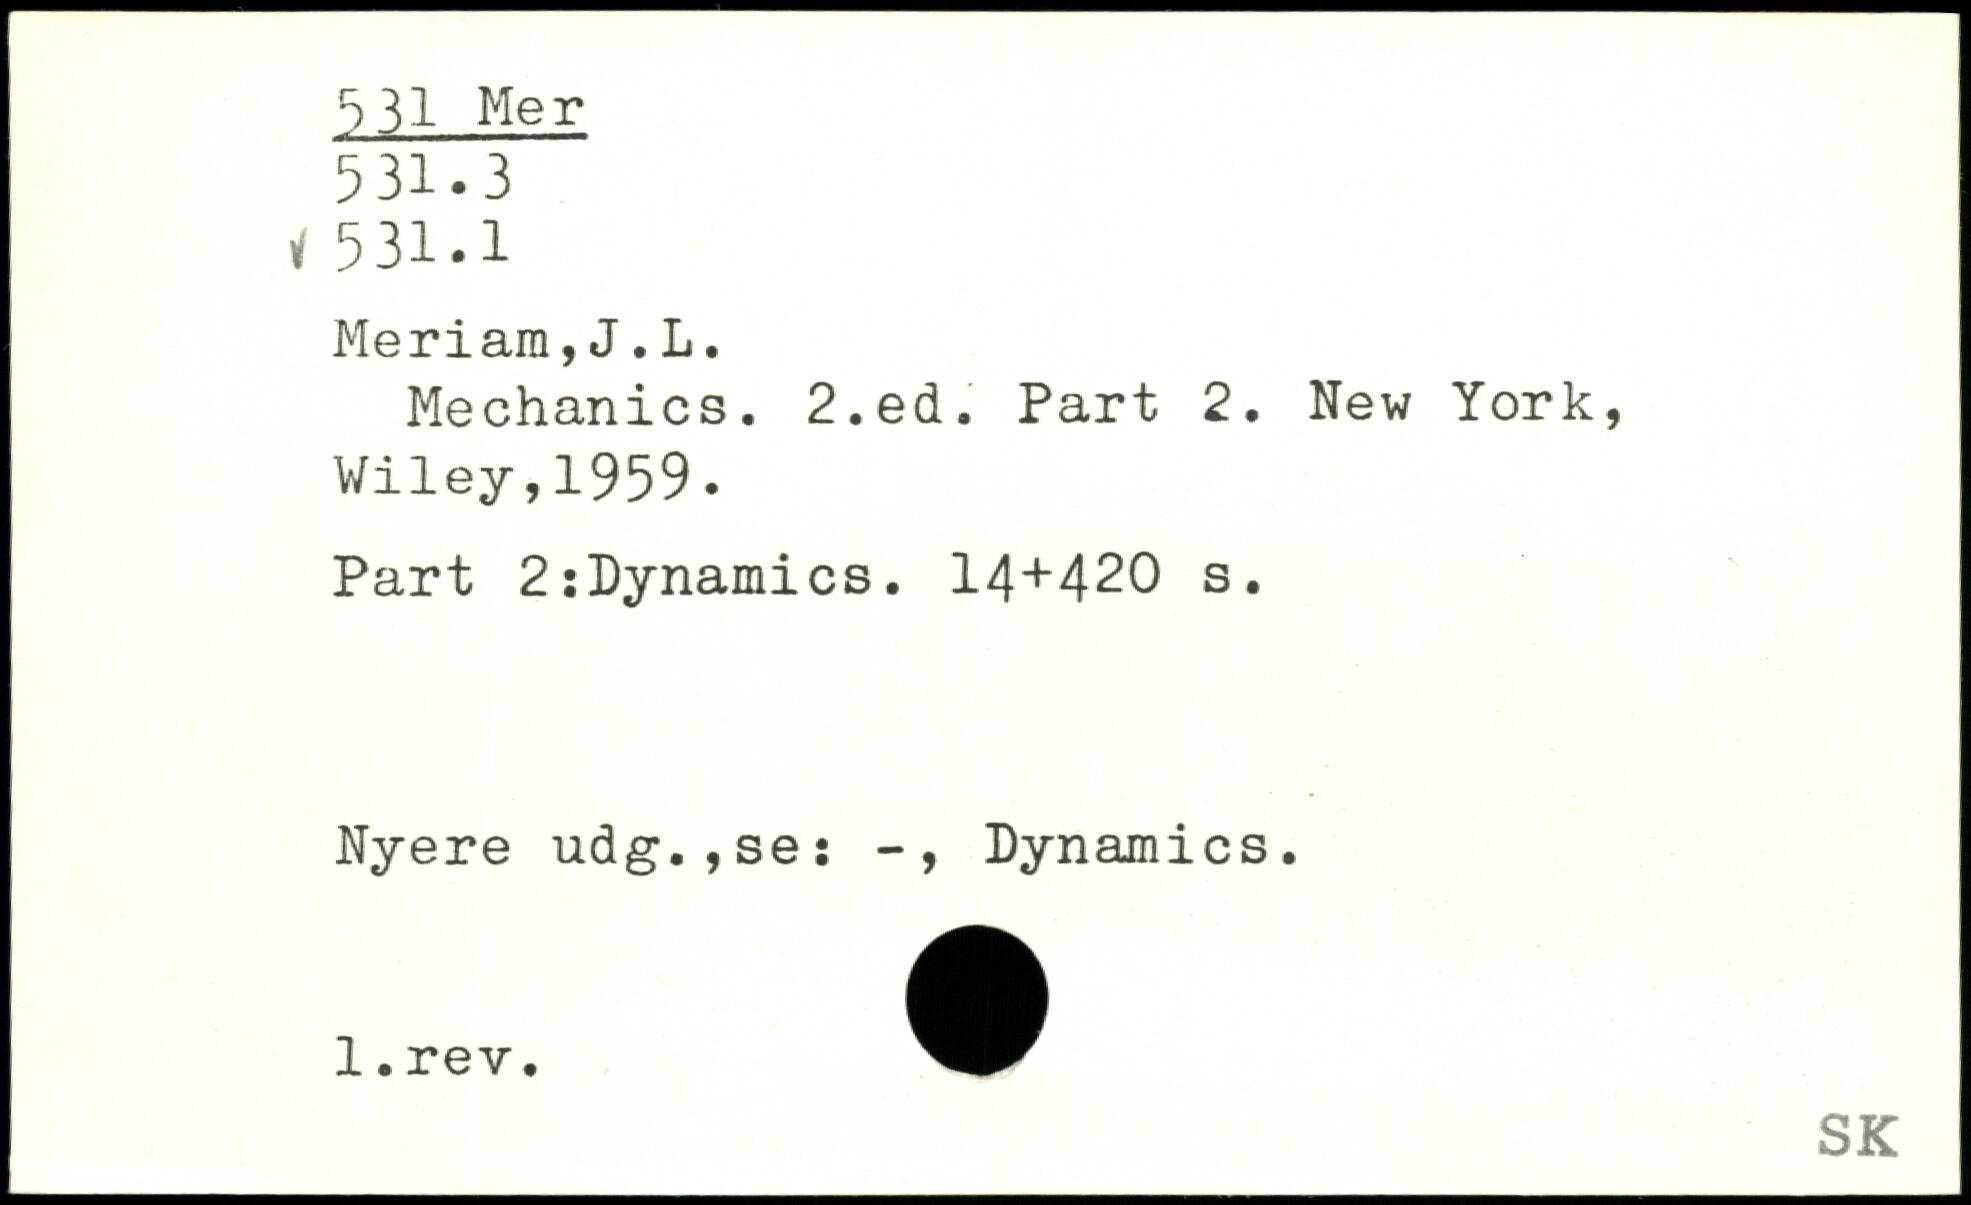 531 Mer
531.3
✓ 531.1
Meriam,J.L.
Mechanics. 2.ed. Part 2. New York,
Wiley,1959.
Part 2:Dynamics. 14+420 s.
Nyere udg.,se: -, Dynamics.
1.rev.
SK